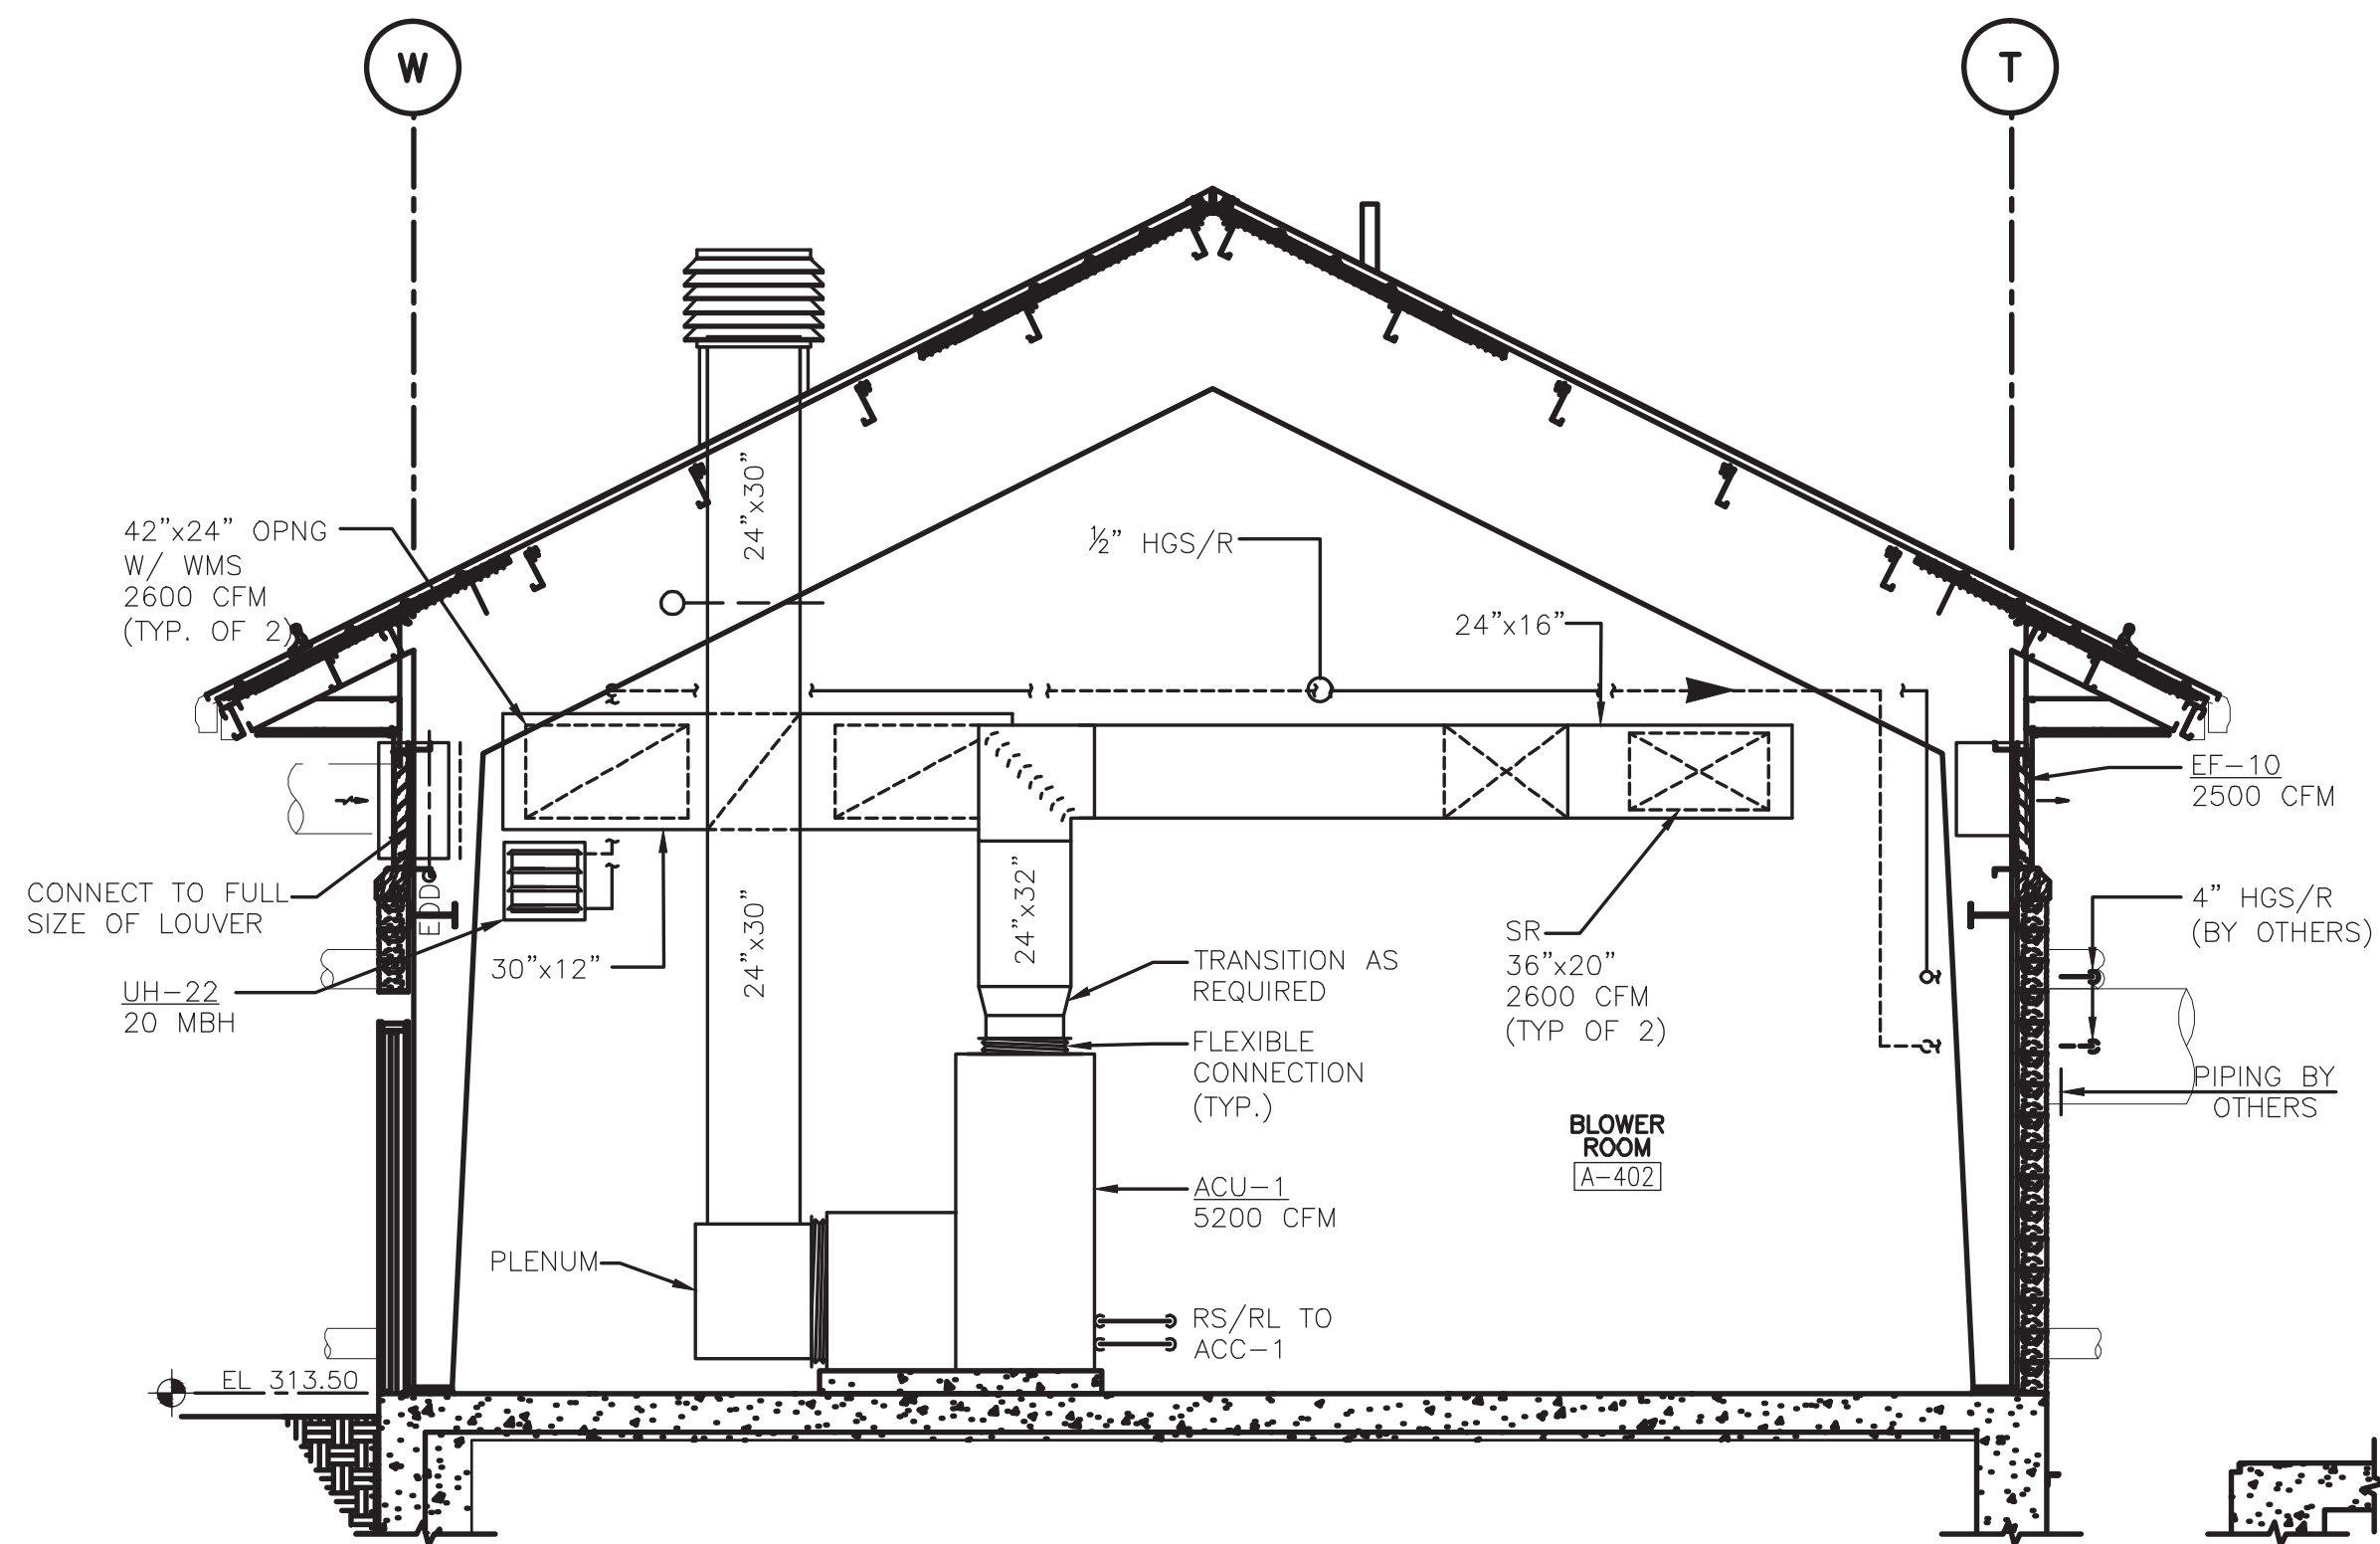 W
T
42"x24" OPNG
W/ WMS
2600 CFM
(TYP. OF 2)
24"x30"
½" HGS/R
24"x16"
EF-10
2500 CFM
CONNECT TO FULL
SIZE OF LOUVER
EDD
UH-22
20 MBH
30"x12"
24"x30"
24"x32"
TRANSITION AS
REQUIRED
FLEXIBLE
CONNECTION
(TYP.)
SR
36"x20"
2600 CFM
(TYP OF 2)
4" HGS/R
(BY OTHERS)
PIPING BY
OTHERS
BLOWER
ROOM
A-402
ACU-1
5200 CFM
PLENUM
RS/RL TO
ACC-1
EL 313.50